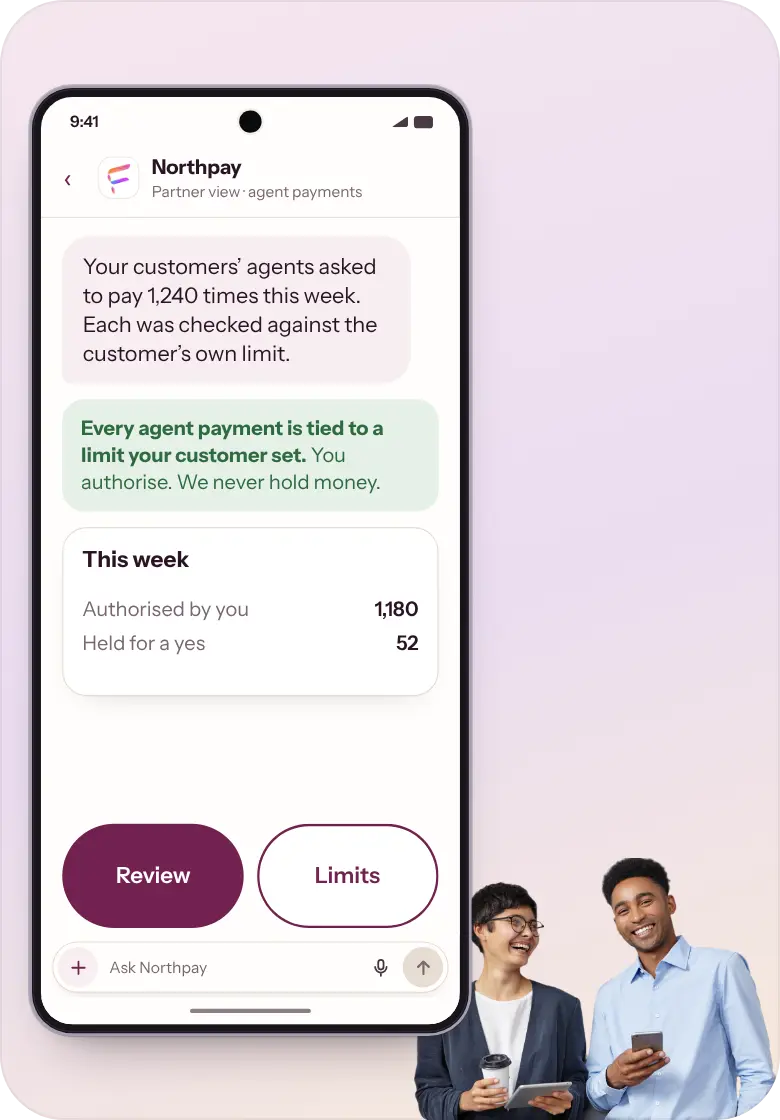 9:41
Northpay
Partner view · agent payments
Your customers’ agents asked
to pay 1,240 times this week.
Each was checked against the
customer’s own limit.
Every agent payment is tied to a
limit your customer set. You
authorise. We never hold money.
This week
Authorised by you 1,180
Held for a yes 52
Review Limits
Ask Northpay